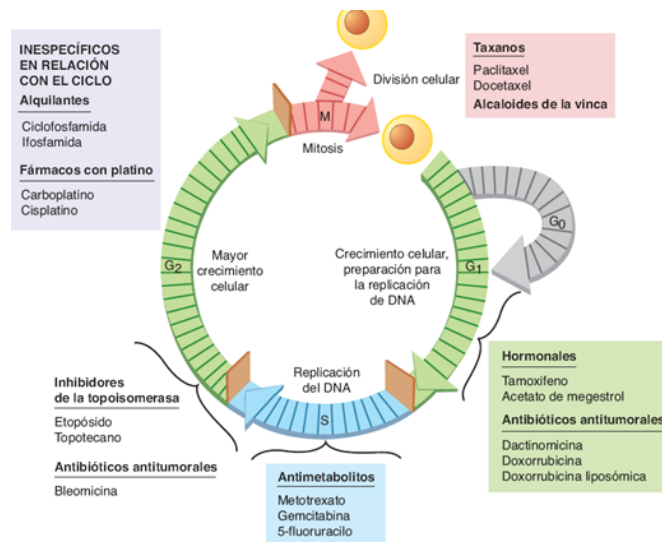 INESPECÍFICOS
EN RELACIÓN
CON EL CICLO
Alquilantes
Ciclofosfamida
Ifosfamida
Fármacos con platino
Carboplatino
Cisplatino
División celular
M
Mitosis
Taxanos
Paclitaxel
Docetaxel
Alcaloides de la vinca
G0
G2
Mayor
crecimiento
celular
Crecimiento celular,
preparación para
la replicación
de DNA
G1
Replicación
del DNA
S
Inhibidores
de la topoisomerasa
Etopósido
Topotecano
Antibióticos antitumorales
Bleomicina
Antimetabolitos
Metotrexato
Gemcitabina
5-fluoruracilo
Hormonales
Tamoxifeno
Acetato de megestrol
Antibióticos antitumorales
Dactinomicina
Doxorrubicina
Doxorrubicina liposómica